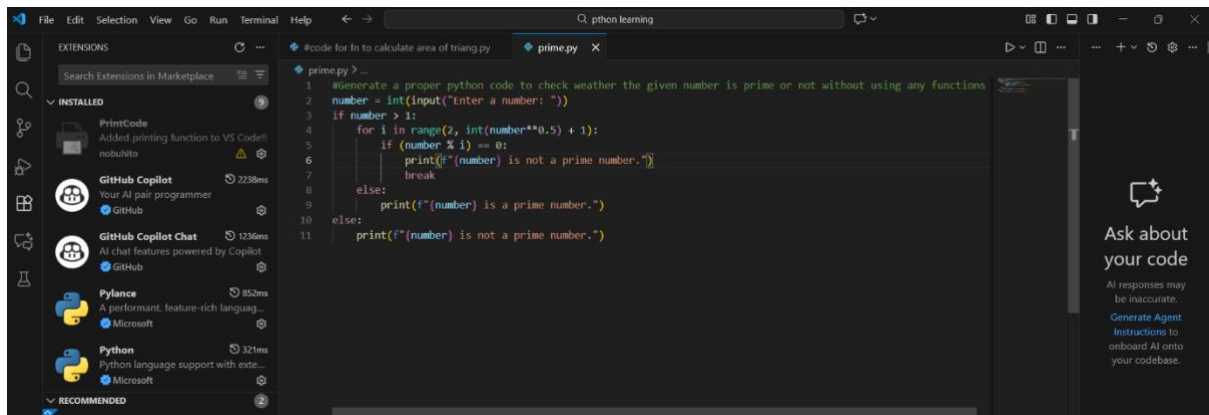 File Edit Selection View Go Run Terminal Help
pthon learning
EXTENSIONS
Search Extensions in Marketplace
INSTALLED 9
PrintCode
Added printing function to VS Code!!
nobuhito
GitHub Copilot 2238ms
Your AI pair programmer
GitHub
GitHub Copilot Chat 1236ms
AI chat features powered by Copilot
GitHub
Pylance 852ms
A performant, feature-rich languag...
Microsoft
Python 321ms
Python language support with exte...
Microsoft
RECOMMENDED 2
#code for fn to calculate area of triang.py prime.py
prime.py > ...
1 #Generate a proper python code to check weather the given number is prime or not without using any functions
2 number = int(input("Enter a number: "))
3 if number > 1:
4     for i in range(2, int(number**0.5) + 1):
5         if (number % i) == 0:
6             print(f"{number} is not a prime number.")
7             break
8     else:
9         print(f"{number} is a prime number.")
10 else:
11     print(f"{number} is not a prime number.")
Ask about
your code
AI responses may
be inaccurate.
Generate Agent
Instructions to
onboard AI onto
your codebase.